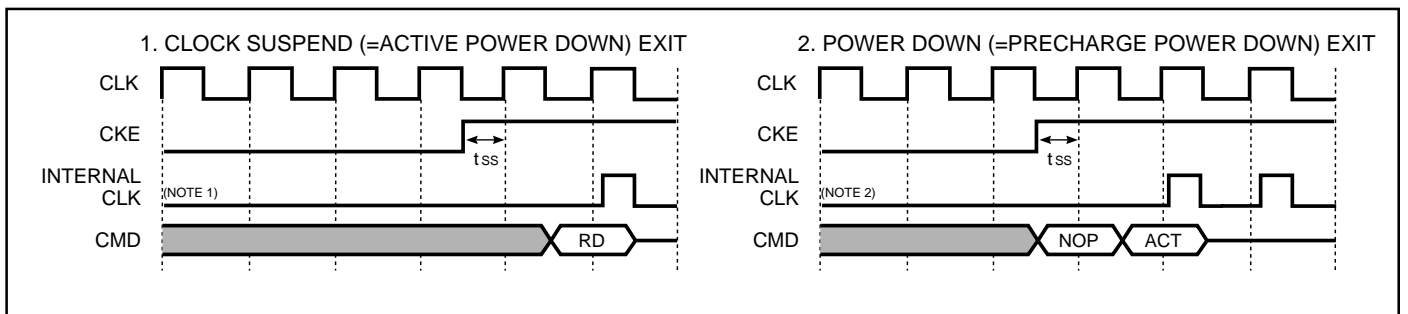 1. CLOCK SUSPEND (=ACTIVE POWER DOWN) EXIT
CLK
CKE
tss
INTERNAL
CLK
(NOTE 1)
CMD
RD
2. POWER DOWN (=PRECHARGE POWER DOWN) EXIT
CLK
CKE
tss
INTERNAL
CLK
(NOTE 2)
CMD
NOP
ACT